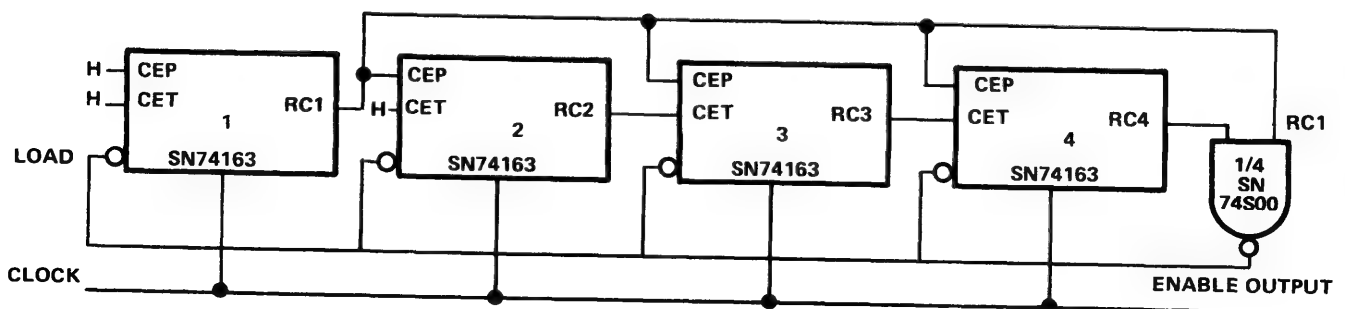 H CEP
H CET
RC1
1
SN74163
LOAD
CEP
H CET
RC2
2
SN74163
CEP
CET
RC3
3
SN74163
CEP
CET
RC4
4
SN74163
RC1
1/4
SN
74S00
CLOCK
ENABLE OUTPUT